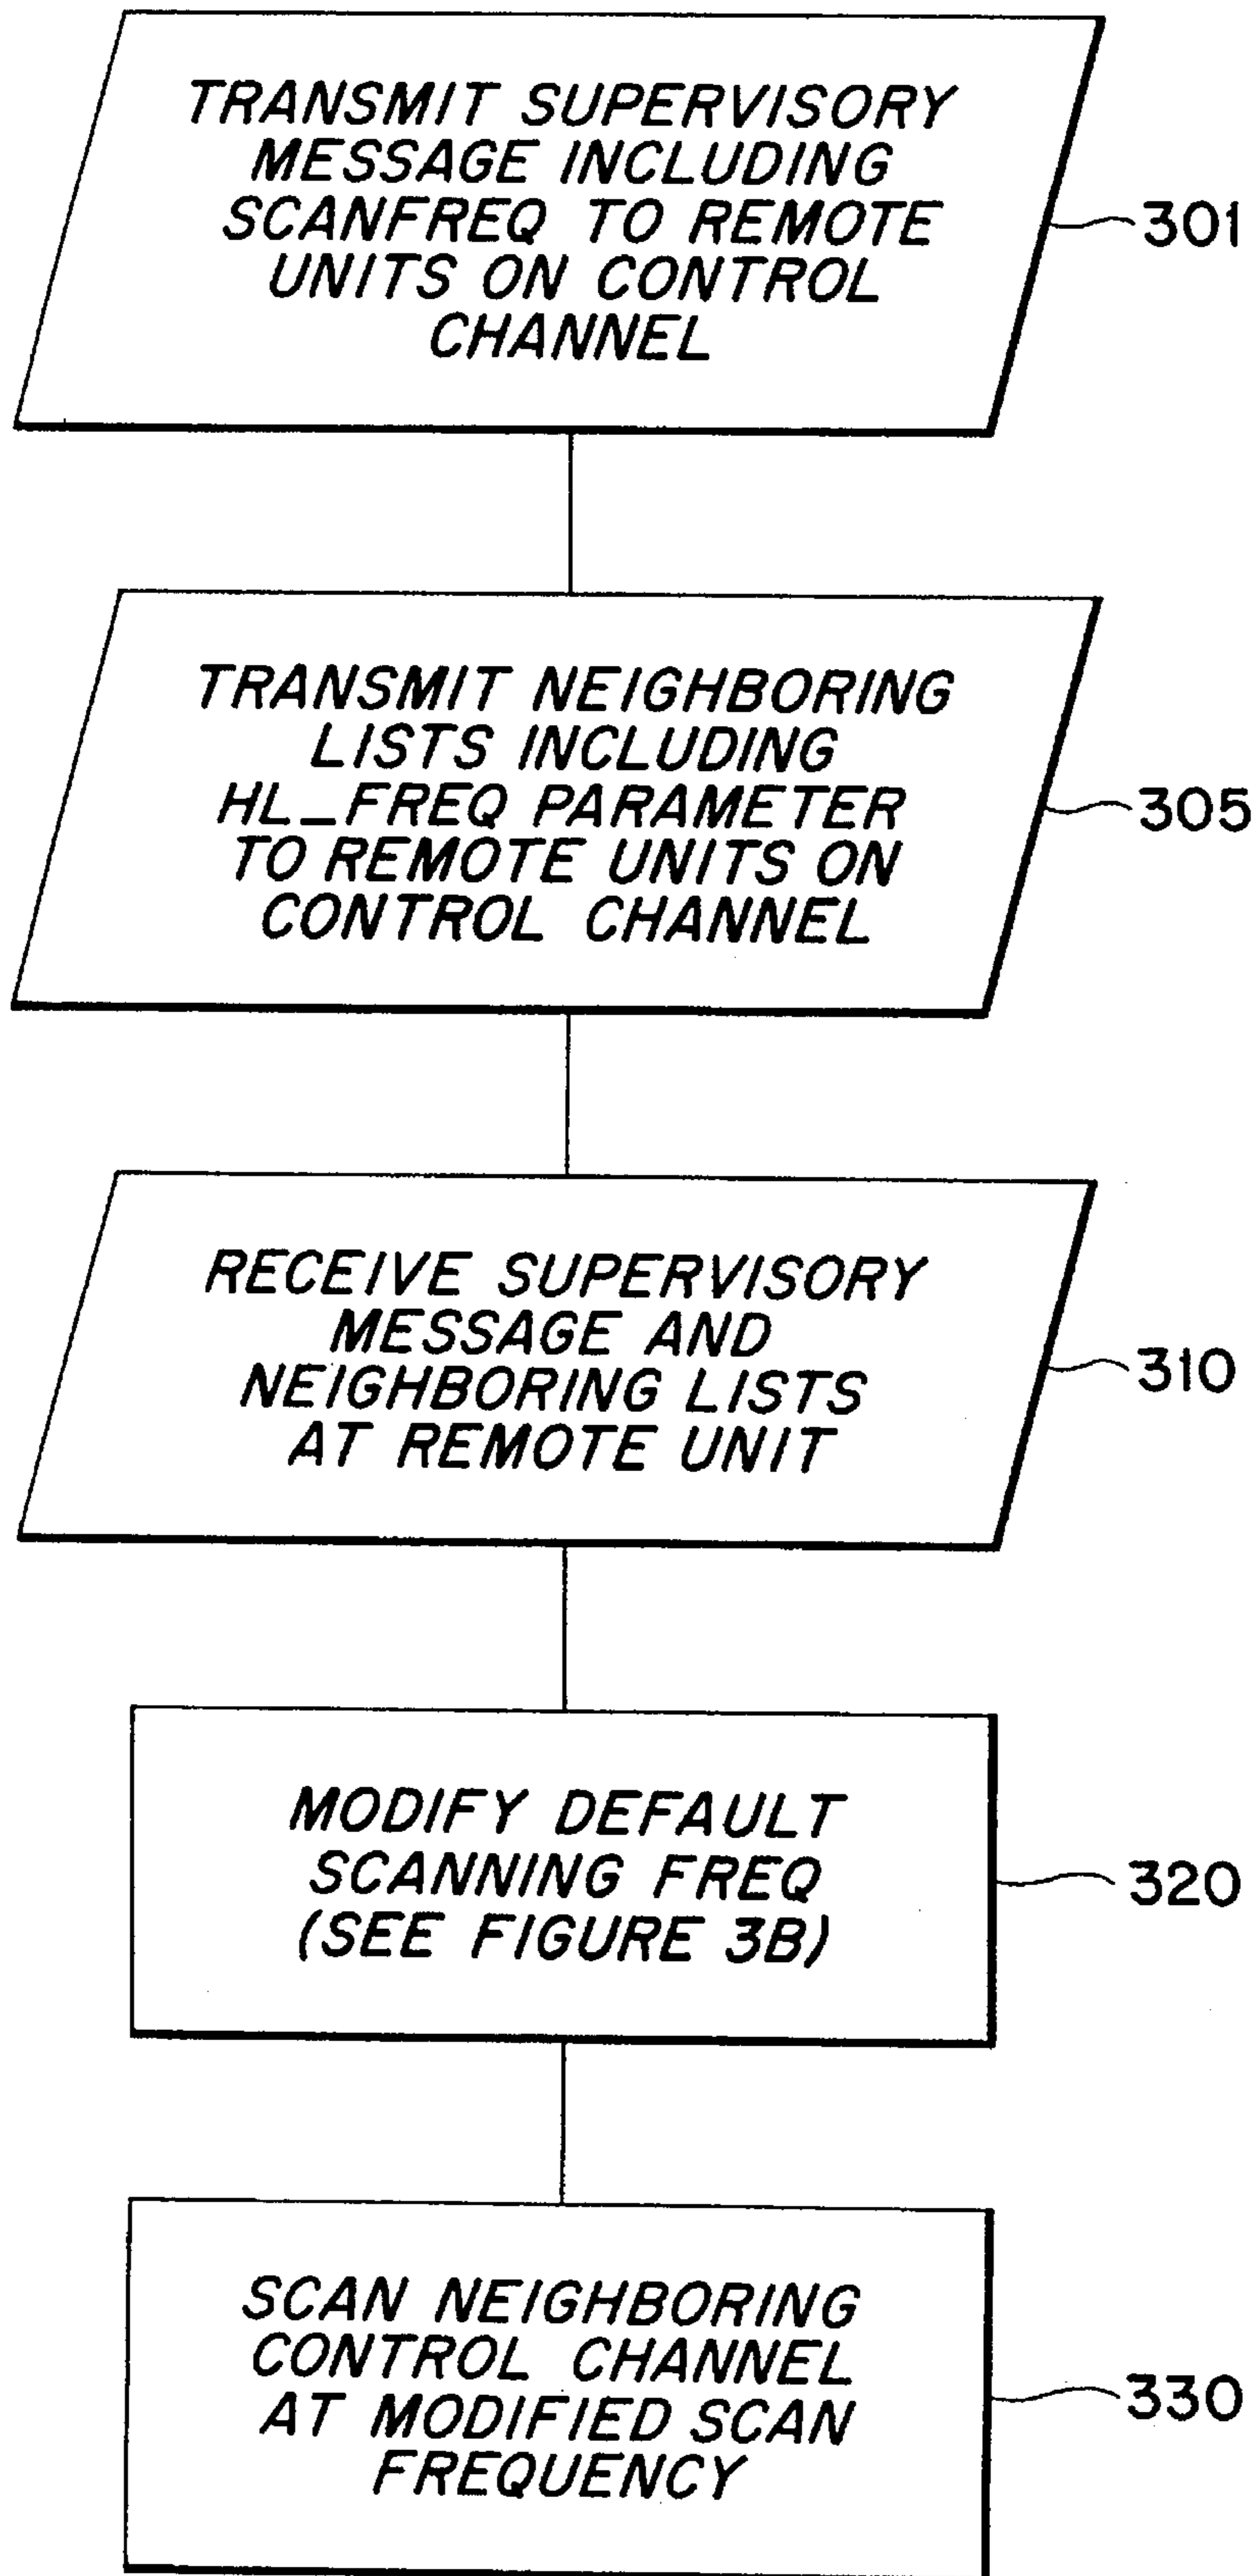 TRANSMIT SUPERVISORY
MESSAGE INCLUDING
SCANFREQ TO REMOTE
UNITS ON CONTROL
CHANNEL
301
TRANSMIT NEIGHBORING
LISTS INCLUDING
HL_FREQ PARAMETER
TO REMOTE UNITS ON
CONTROL CHANNEL
305
RECEIVE SUPERVISORY
MESSAGE AND
NEIGHBORING LISTS
AT REMOTE UNIT
310
MODIFY DEFAULT
SCANNING FREQ
(SEE FIGURE 3B)
320
SCAN NEIGHBORING
CONTROL CHANNEL
AT MODIFIED SCAN
FREQUENCY
330